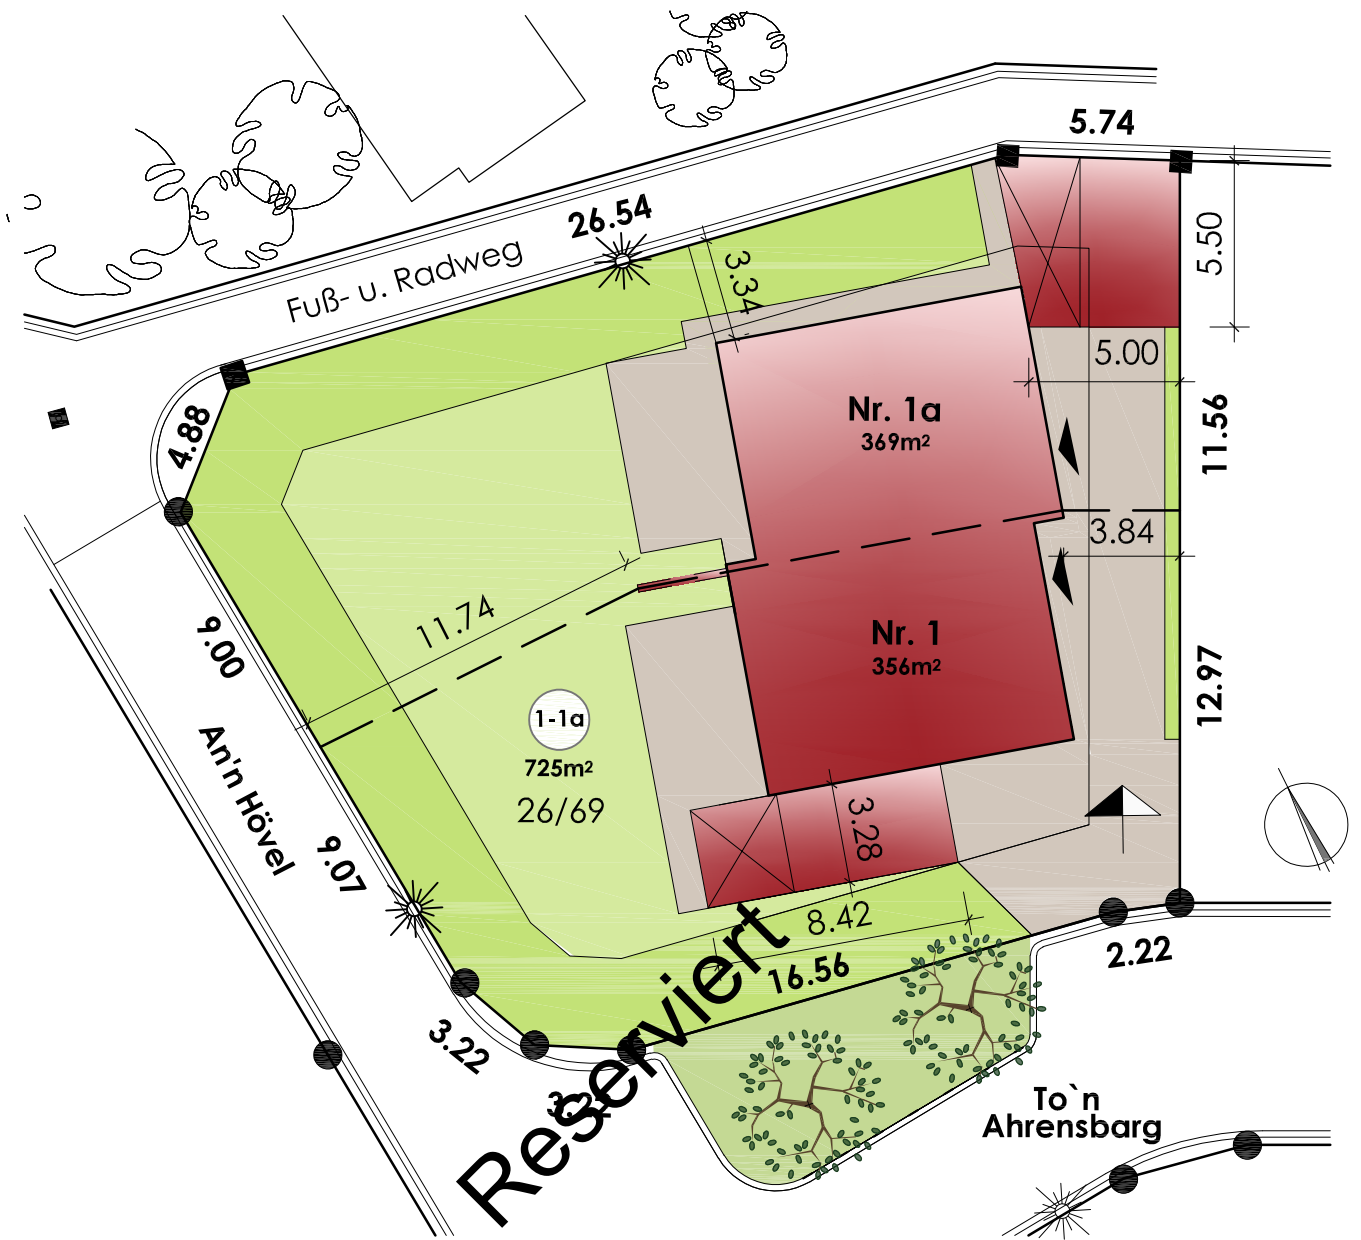 5.74
26.54
Fuß- u. Radweg
3.34
5.50
5.00
4.88
Nr. 1a
369m²
11.56
3.84
11.74
9.00
Nr. 1
356m²
1-1a
725m²
26/69
12.97
An'n Hövel
9.07
3.28
8.42
16.56
2.22
3.22
Reserviert
To`n
Ahrensbarg